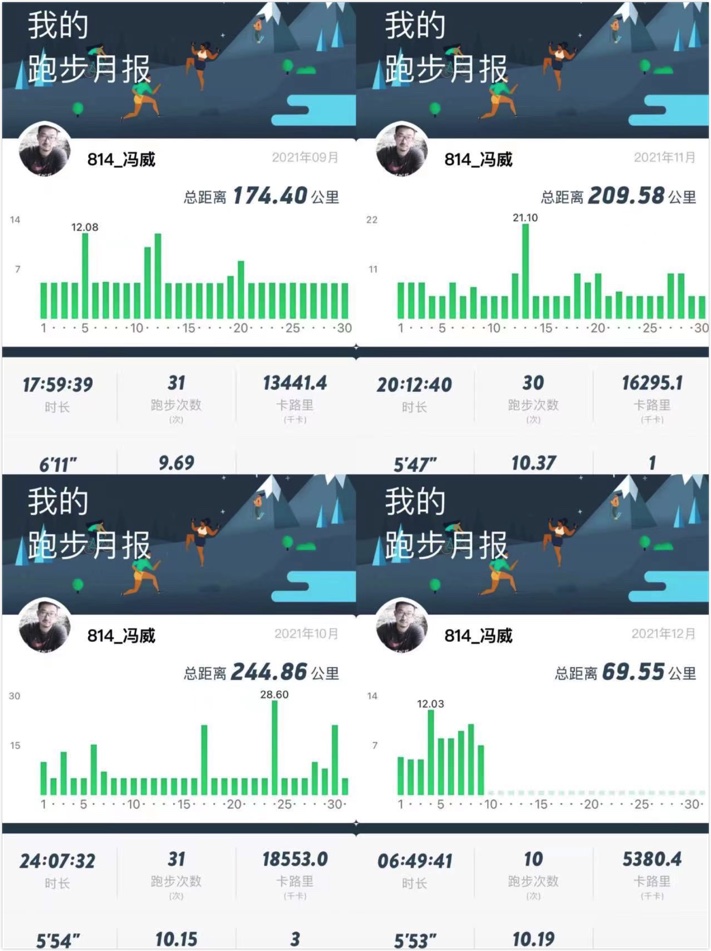 我的
跑步月报
814_冯威
2021年09月
总距离 174.40 公里
14
12.08
7
1 · · · 5 · · · · 10 · · · · 15 · · · · 20 · · · · 25 · · · · 30
17:59:39
31
13441.4
时长
跑步次数
卡路里
(次)
(千卡)
6'11"
9.69
我的
跑步月报
814_冯威
2021年11月
总距离 209.58 公里
22
21.10
11
1 · · · 5 · · · · 10 · · · · 15 · · · · 20 · · · · 25 · · · · 30
20:12:40
30
16295.1
时长
跑步次数
卡路里
(次)
(千卡)
5'47"
10.37
1
我的
跑步月报
814_冯威
2021年10月
总距离 244.86 公里
30
28.60
15
1 · · · 5 · · · · 10 · · · · 15 · · · · 20 · · · · 25 · · · · 30 ·
24:07:32
31
18553.0
时长
跑步次数
卡路里
(次)
(千卡)
5'54"
10.15
3
我的
跑步月报
814_冯威
2021年12月
总距离 69.55 公里
14
12.03
7
1 · · · 5 · · · · 10 · · · · 15 · · · · 20 · · · · 25 · · · · 30 ·
06:49:41
10
5380.4
时长
跑步次数
卡路里
(次)
(千卡)
5'53"
10.19